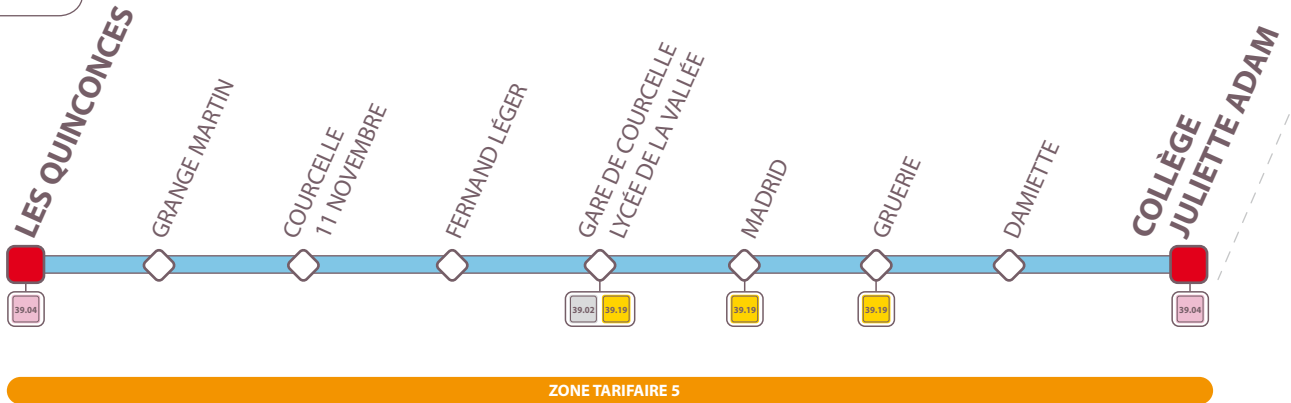 LES QUINCONCES
GRANGE MARTIN
COURCELLE
11 NOVEMBRE
FERNAND LÉGER
GARE DE COURCELLE
LYCÉE DE LA VALLÉE
MADRID
GRUERIE
DAMIETTE
COLLÈGE
JULIETTE ADAM
39.04
39.02 39.19
39.19
39.19
39.04
ZONE TARIFAIRE 5